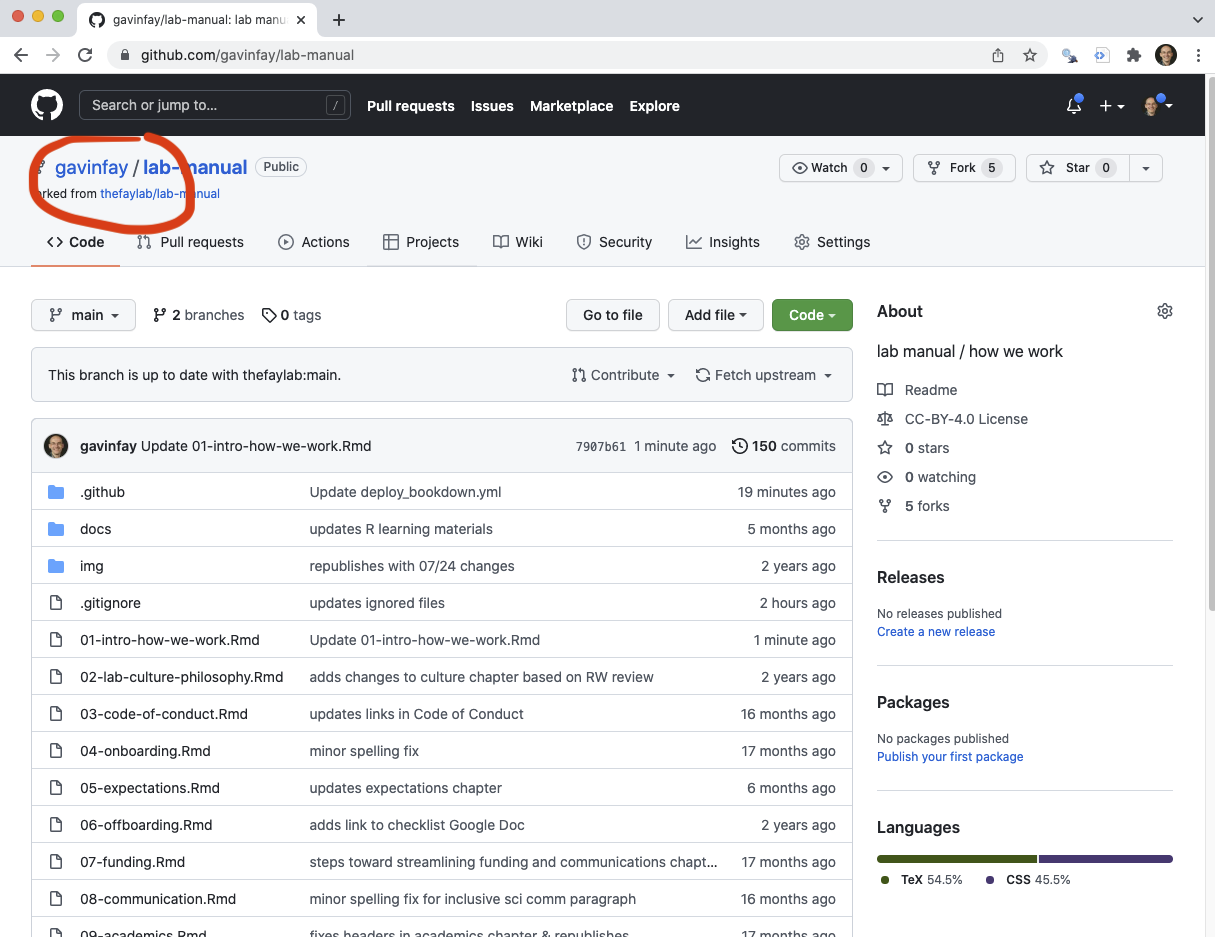 gavinfay/lab-manual: lab manu
github.com/gavinfay/lab-manual
Search or jump to... /
Pull requests Issues Marketplace Explore
gavinfay / lab-manual Public
Watch 0 Fork 5 Star 0
rked from thefaylab/lab-manual
Code Pull requests Actions Projects Wiki Security Insights Settings
main 2 branches 0 tags Go to file Add file Code
This branch is up to date with thefaylab:main. Contribute Fetch upstream
gavinfay Update 01-intro-how-we-work.Rmd 7907b61 1 minute ago 150 commits
.github Update deploy_bookdown.yml 19 minutes ago
docs updates R learning materials 5 months ago
img republishes with 07/24 changes 2 years ago
.gitignore updates ignored files 2 hours ago
01-intro-how-we-work.Rmd Update 01-intro-how-we-work.Rmd 1 minute ago
02-lab-culture-philosophy.Rmd adds changes to culture chapter based on RW review 2 years ago
03-code-of-conduct.Rmd updates links in Code of Conduct 16 months ago
04-onboarding.Rmd minor spelling fix 17 months ago
05-expectations.Rmd updates expectations chapter 6 months ago
06-offboarding.Rmd adds link to checklist Google Doc 2 years ago
07-funding.Rmd steps toward streamlining funding and communications chapt... 17 months ago
08-communication.Rmd minor spelling fix for inclusive sci comm paragraph 16 months ago
09-academics.Rmd fixes headers in academics chapter & republishes 17 months ago
About
lab manual / how we work
Readme
CC-BY-4.0 License
0 stars
0 watching
5 forks
Releases
No releases published
Create a new release
Packages
No packages published
Publish your first package
Languages
TeX 54.5% CSS 45.5%